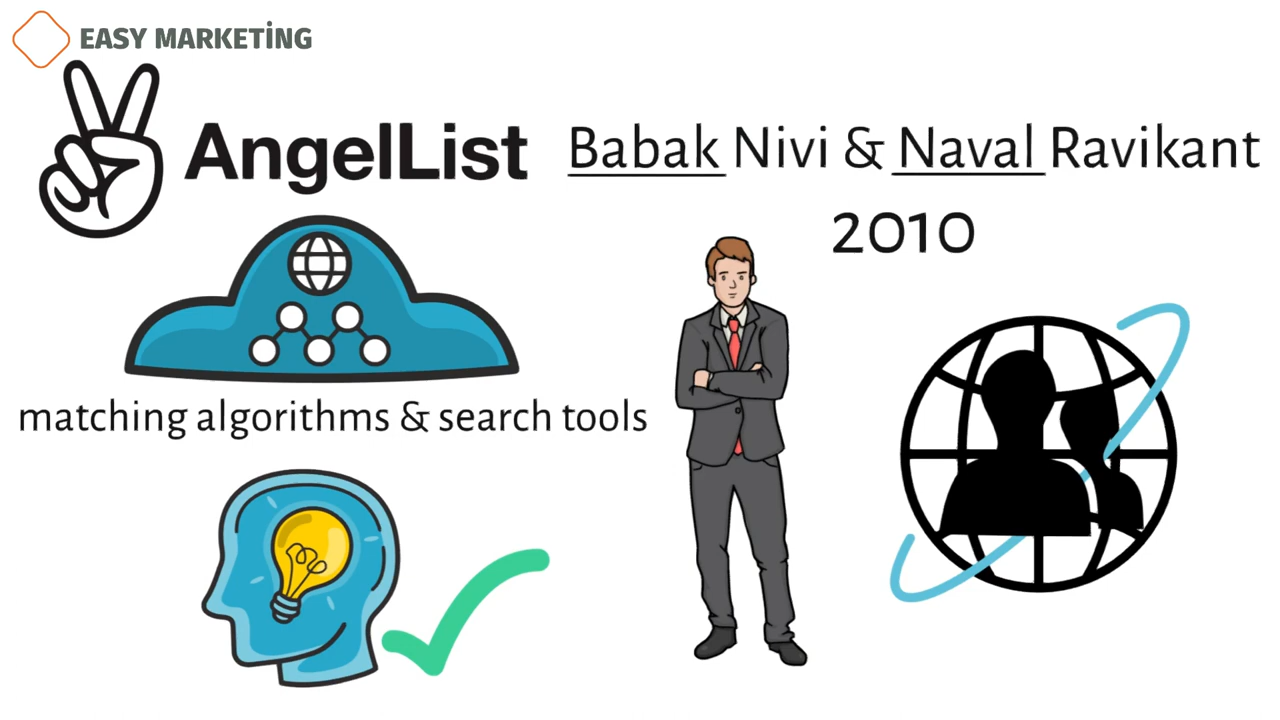 EASY MARKETİNG
AngelList
Babak Nivi & Naval Ravikant
2010
matching algorithms & search tools